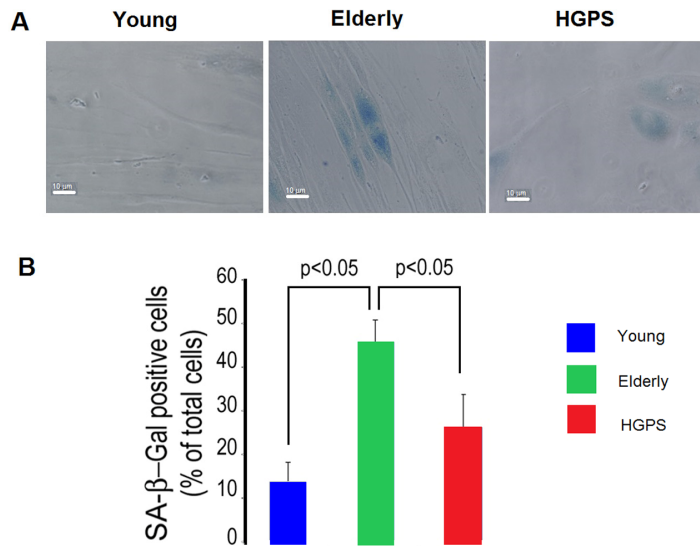 A
Young
Elderly
HGPS
10 µm
10 µm
10 µm
B
SA-β–Gal positive cells
(% of total cells)
60
50
40
30
20
10
0
p<0.05
p<0.05
Young
Elderly
HGPS